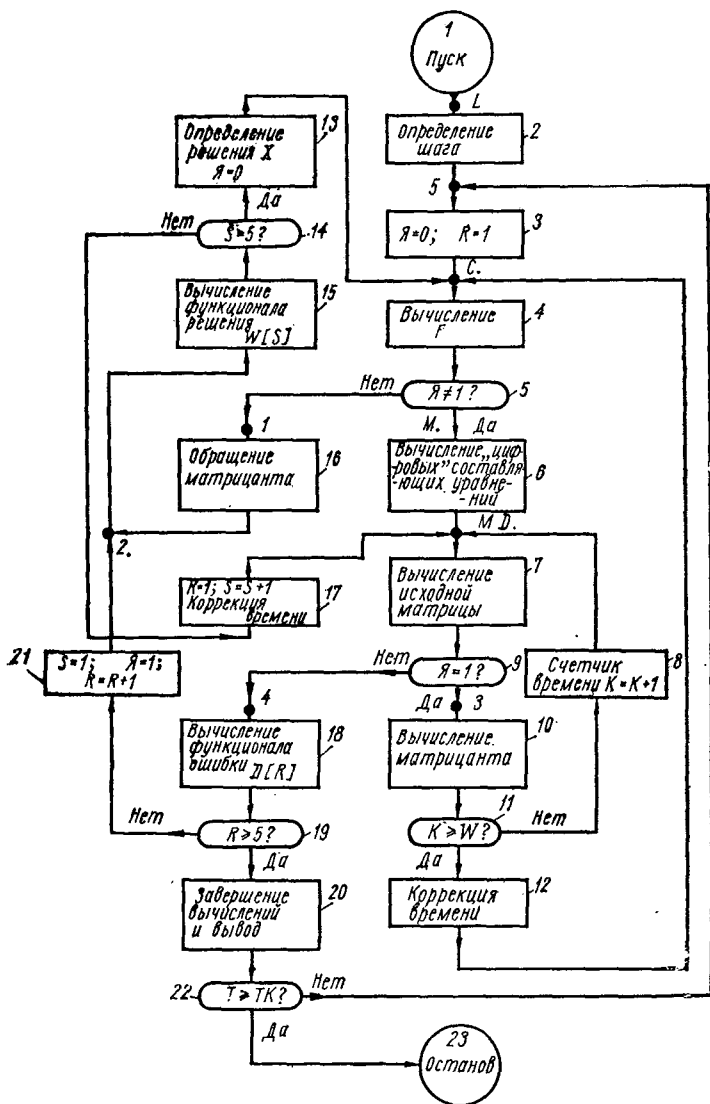 1
Пуск
L
Определение
шага
2
5
Я=0; R=1
3
C.
Вычисление
F
4
Я≠1?
5
Нет
M. Да
Вычисление „циф-
ровых" составля-
-ющих уравне-
-ний
6
M D.
Вычисление
исходной
матрицы
7
Счетчик
времени K=K+1
8
Я=1?
9
Нет
Да
3
Вычисление.
матрицанта
10
K≥W?
11
Нет
Да
Коррекция
времени
12
Определение
решения X
Я=0
13
Да
Нет
S=5?
14
Вычисление
функционала
решения W[S]
15
1
Обращение
матрицанта
16
2.
K=1; S=S+1
Коррекция
времени
17
21
S=1; Я=1;
R=R+1
4
Вычисление
функционала
ошибки D[R]
18
Нет
R≥5?
19
Да
Завершение
вычислений
и вывод
20
22
T≥TK?
Нет
Да
23
Останов